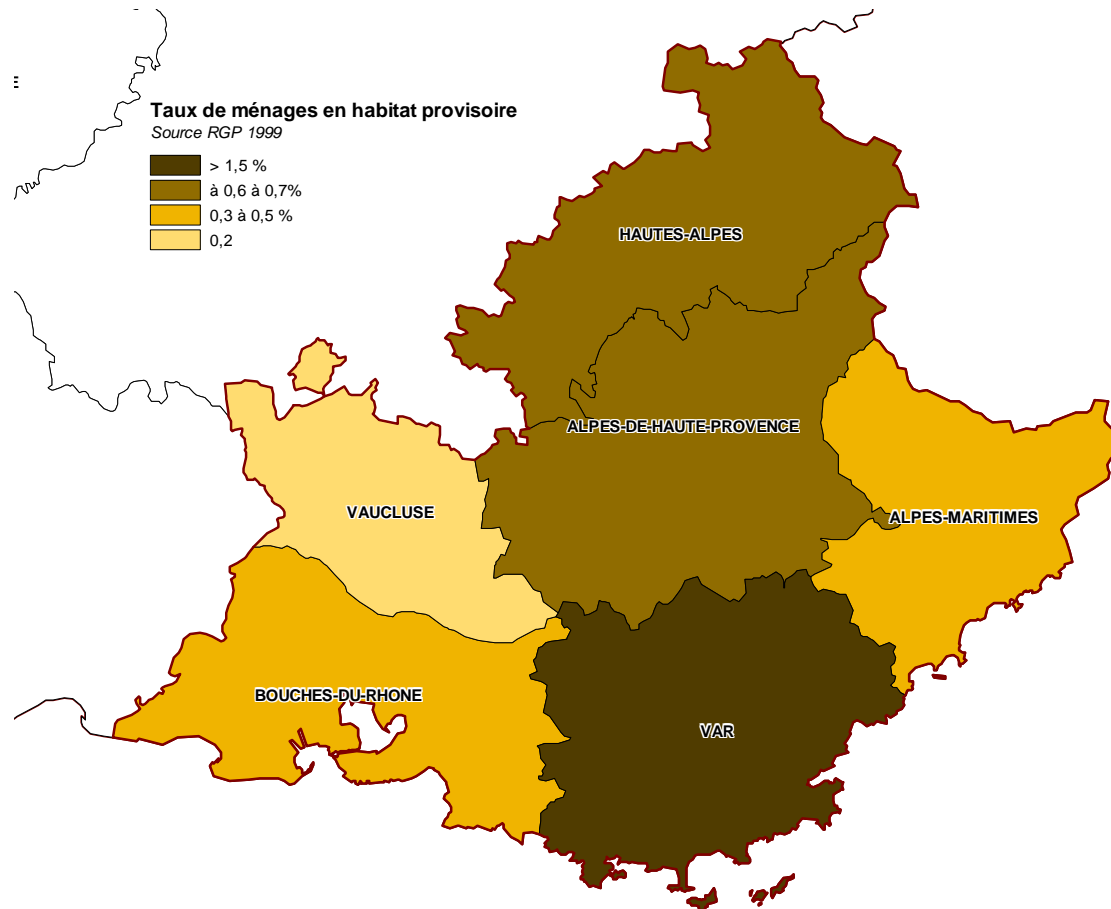 E
Taux de ménages en habitat provisoire
Source RGP 1999
> 1,5 %
à 0,6 à 0,7%
0,3 à 0,5 %
0,2
HAUTES-ALPES
ALPES-DE-HAUTE-PROVENCE
VAUCLUSE
ALPES-MARITIMES
BOUCHES-DU-RHONE
VAR